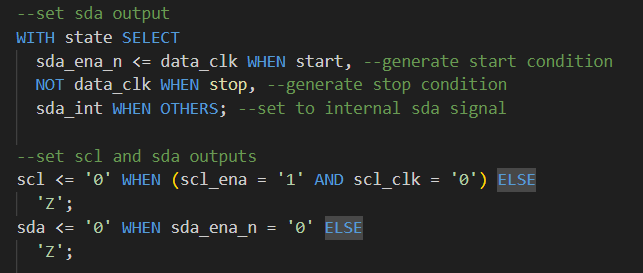 --set sda output
WITH state SELECT
sda_ena_n <= data_clk WHEN start, --generate start condition
NOT data_clk WHEN stop, --generate stop condition
sda_int WHEN OTHERS; --set to internal sda signal
--set scl and sda outputs
scl <= '0' WHEN (scl_ena = '1' AND scl_clk = '0') ELSE
'Z';
sda <= '0' WHEN sda_ena_n = '0' ELSE
'Z';